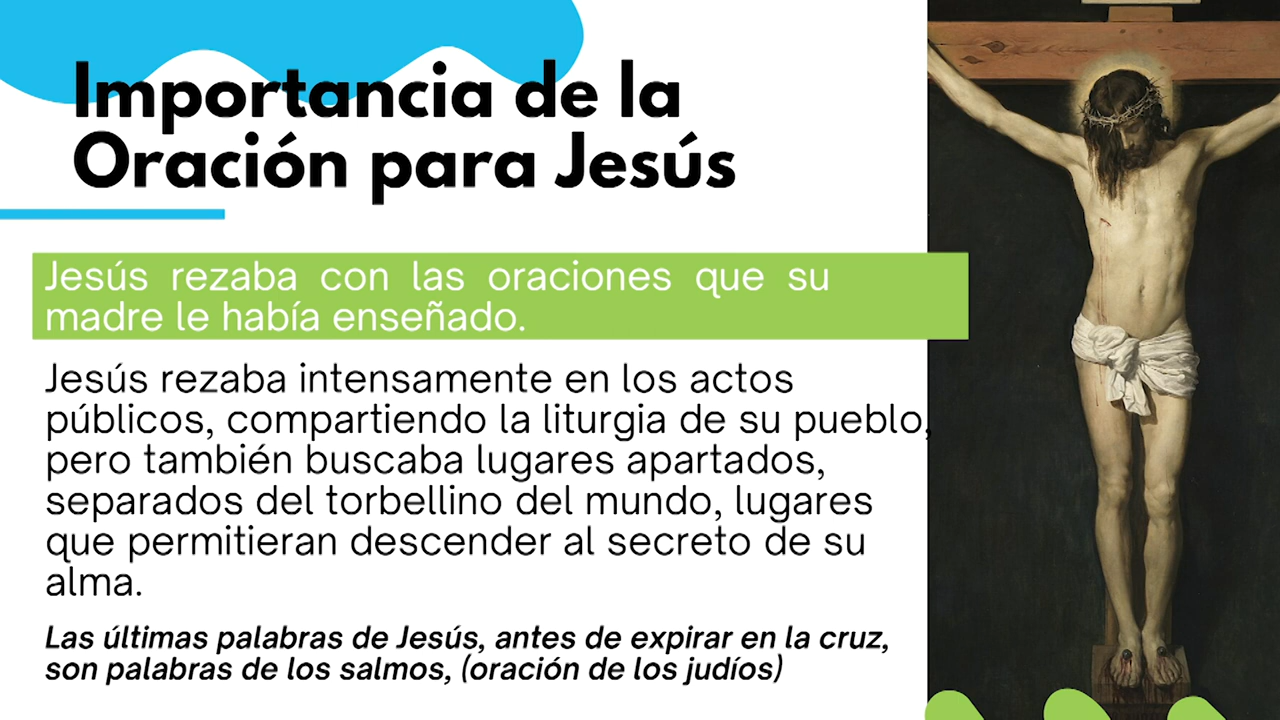 Importancia de la
Oración para Jesús
Jesús rezaba con las oraciones que su
madre le había enseñado.
Jesús rezaba intensamente en los actos
públicos, compartiendo la liturgia de su pueblo,
pero también buscaba lugares apartados,
separados del torbellino del mundo, lugares
que permitieran descender al secreto de su
alma.
Las últimas palabras de Jesús, antes de expirar en la cruz,
son palabras de los salmos, (oración de los judíos)